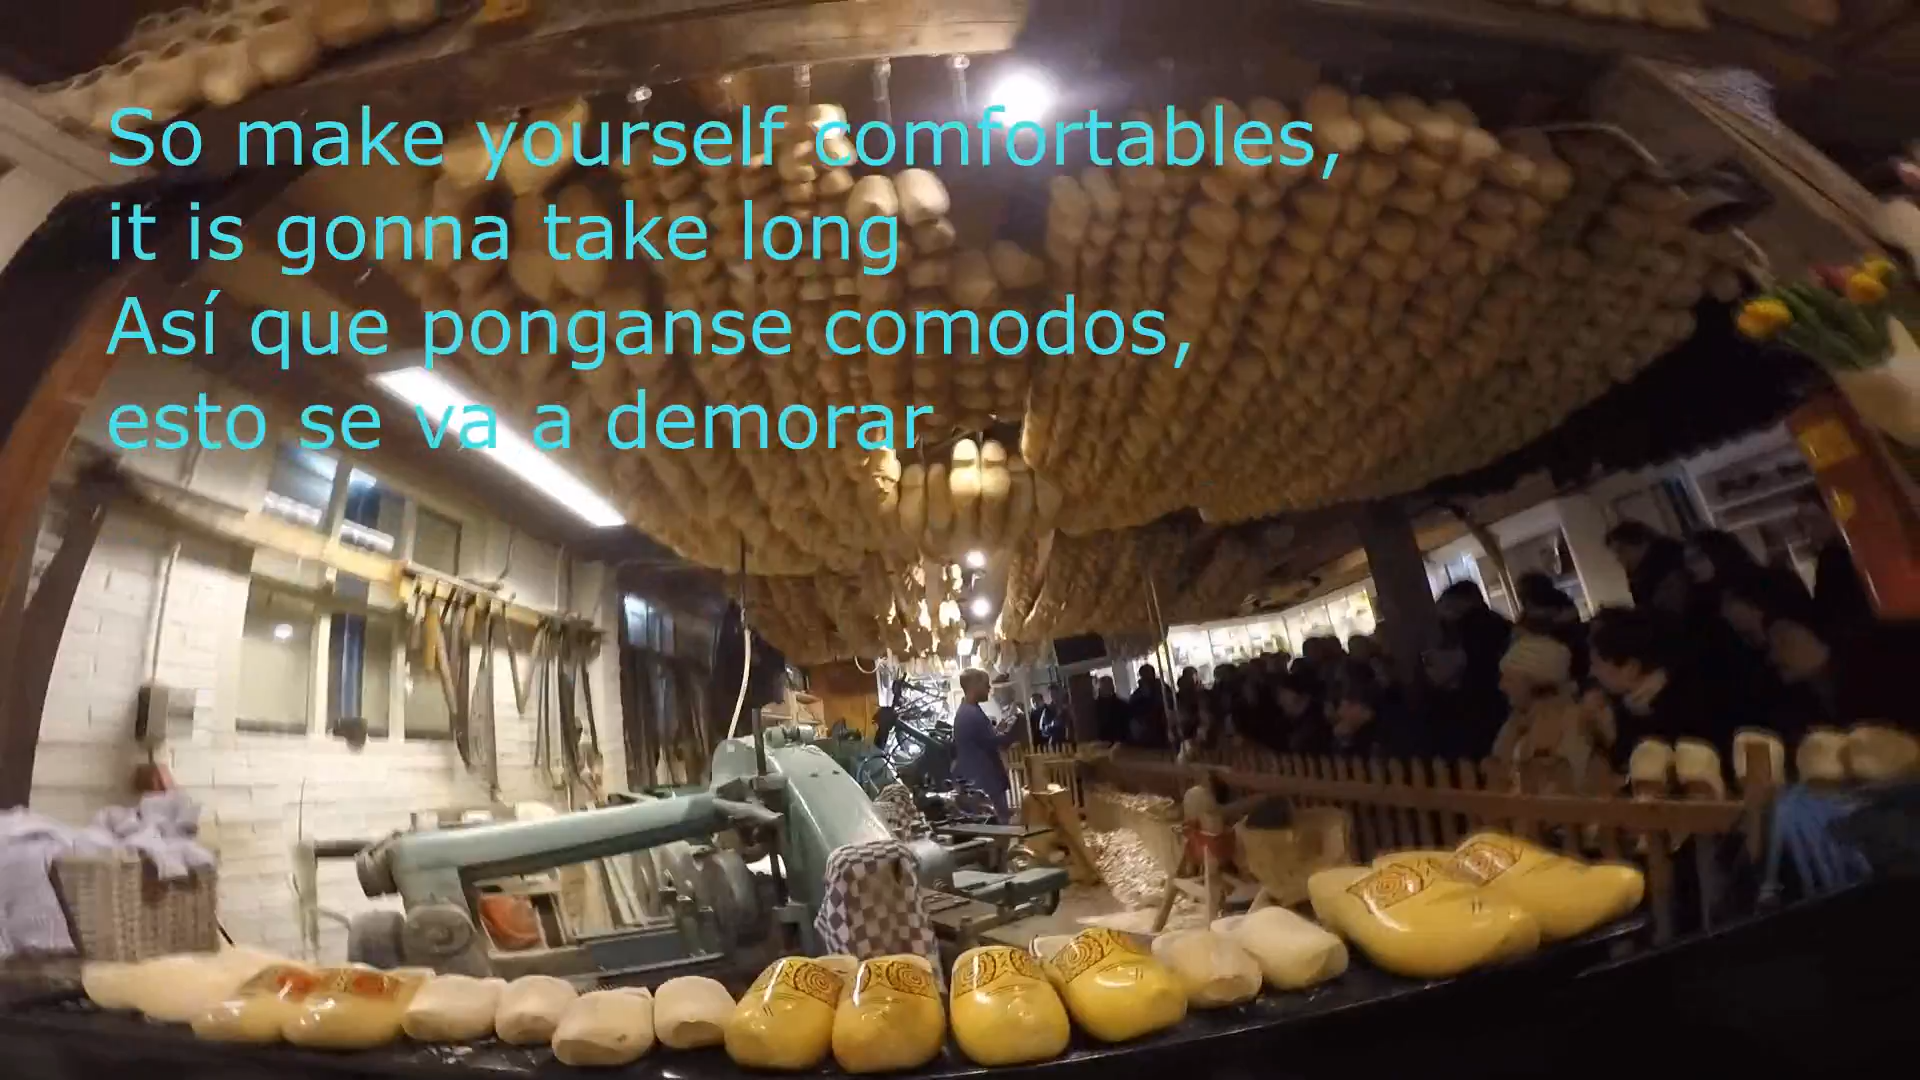 So make yourself comfortables,
it is gonna take long
Así que ponganse comodos,
esto se va a demorar